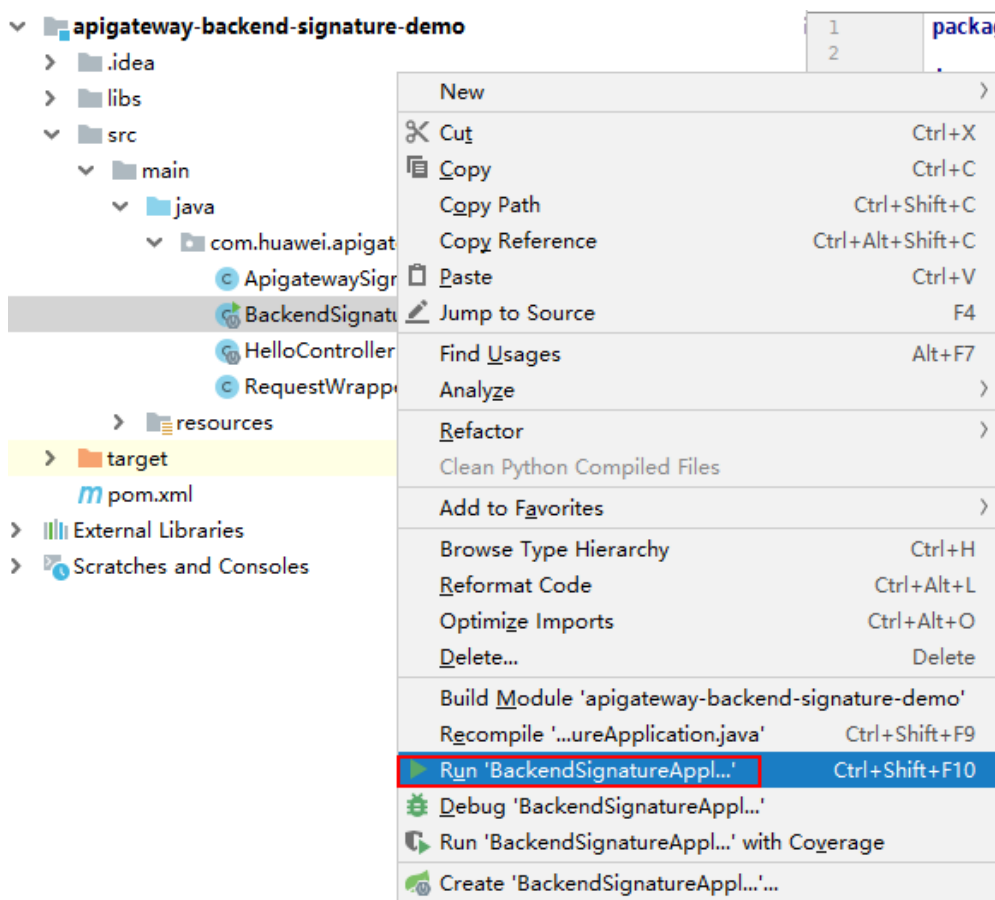 apigateway-backend-signature-demo
.idea
libs
src
main
java
com.huawei.apigat
ApigatewaySigr
BackendSignatu
HelloController
RequestWrappe
resources
target
pom.xml
External Libraries
Scratches and Consoles
1 packag
2
New
Cut Ctrl+X
Copy Ctrl+C
Copy Path Ctrl+Shift+C
Copy Reference Ctrl+Alt+Shift+C
Paste Ctrl+V
Jump to Source F4
Find Usages Alt+F7
Analyze
Refactor
Clean Python Compiled Files
Add to Favorites
Browse Type Hierarchy Ctrl+H
Reformat Code Ctrl+Alt+L
Optimize Imports Ctrl+Alt+O
Delete... Delete
Build Module 'apigateway-backend-signature-demo'
Recompile '...ureApplication.java' Ctrl+Shift+F9
Run 'BackendSignatureAppl...' Ctrl+Shift+F10
Debug 'BackendSignatureAppl...'
Run 'BackendSignatureAppl...' with Coverage
Create 'BackendSignatureAppl...'...